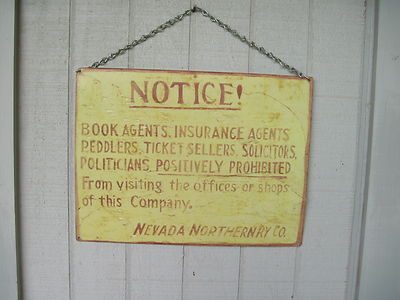 NOTICE!
BOOK AGENTS, INSURANCE AGENTS
PEDDLERS, TICKET SELLERS, SOLICITORS,
POLITICIANS, POSITIVELY PROHIBITED
From visiting the offices or shops
of this Company.
NEVADA NORTHERN RY CO.